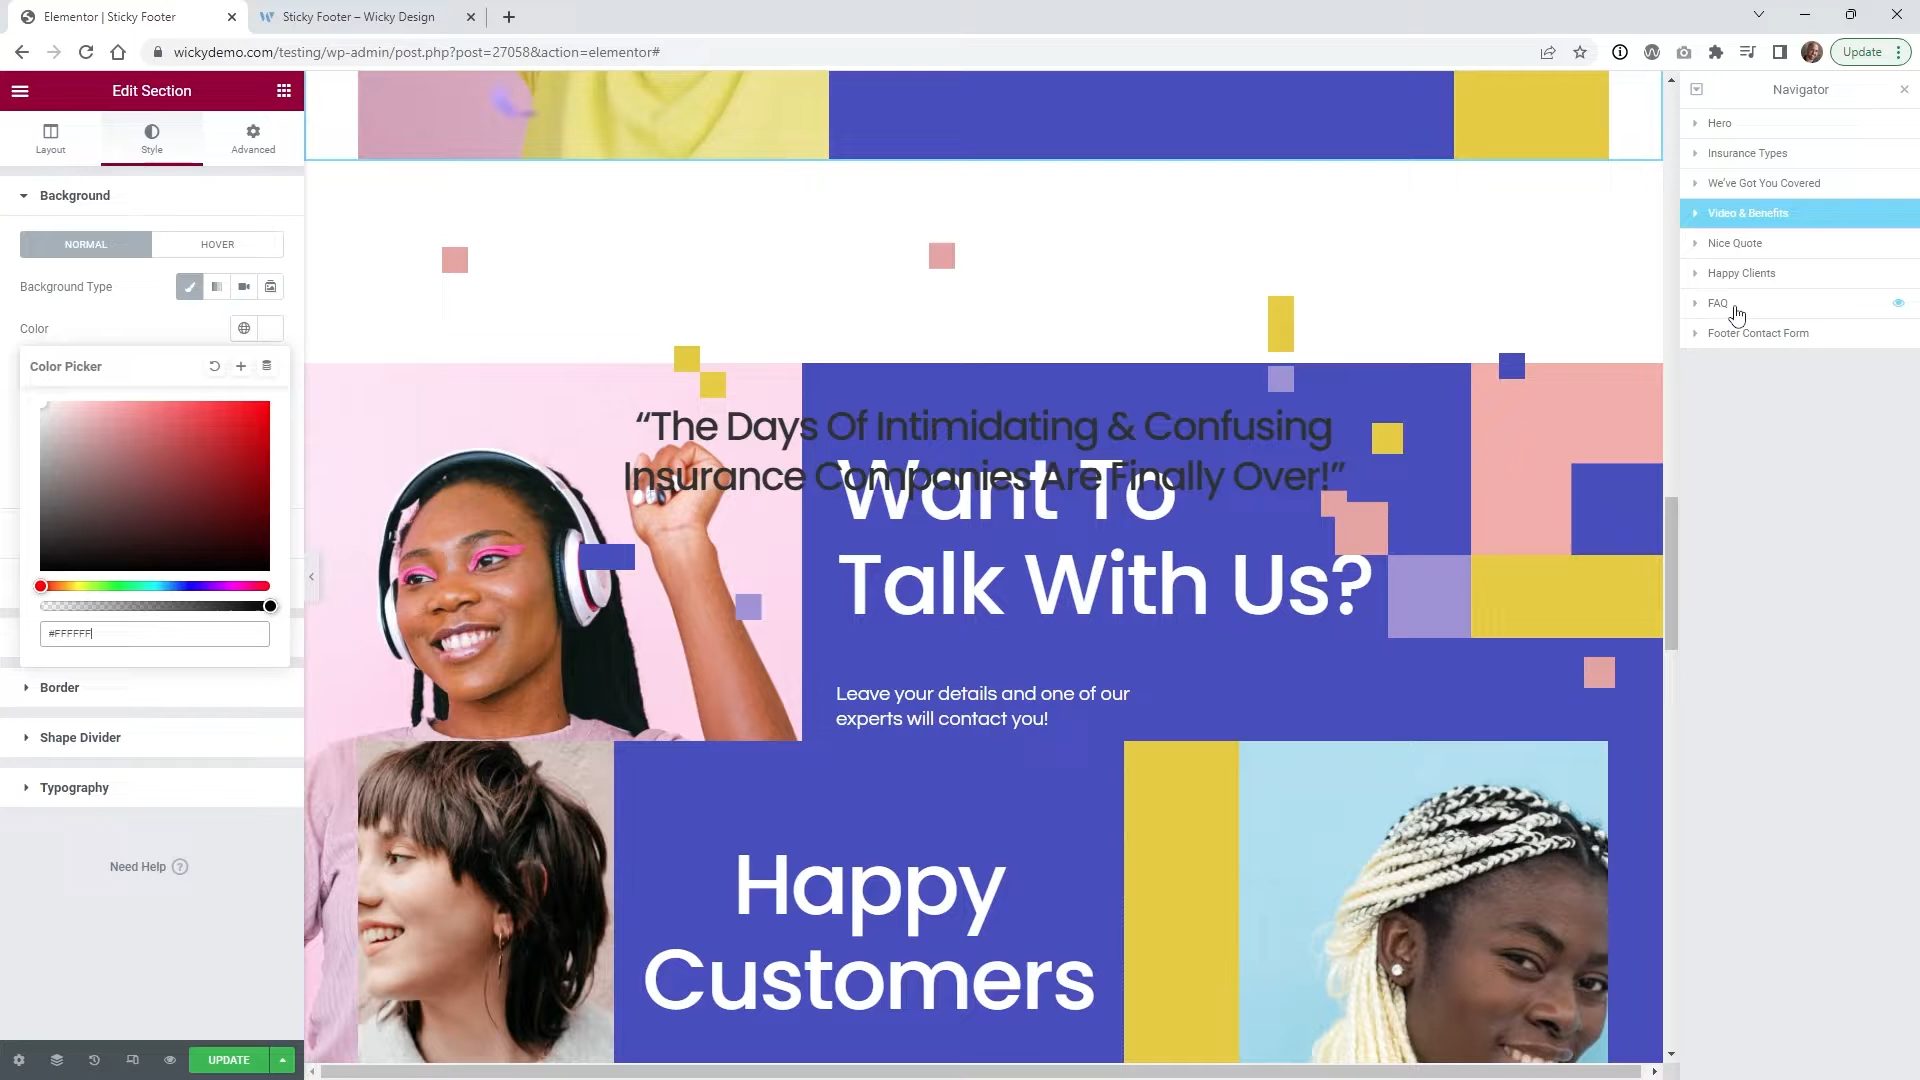 Elementor | Sticky Footer
Sticky Footer – Wicky Design
wickydemo.com/testing/wp-admin/post.php?post=27058&action=elementor#
Update
Edit Section
Layout
Style
Advanced
Background
NORMAL
HOVER
Background Type
Color
Color Picker
#FFFFFF
Border
Shape Divider
Typography
Need Help
UPDATE
“The Days Of Intimidating & Confusing
Insurance Companies Are Finally Over!”
Want To
Talk With Us?
Leave your details and one of our
experts will contact you!
Happy
Customers
Navigator
Hero
Insurance Types
We've Got You Covered
Video & Benefits
Nice Quote
Happy Clients
FAQ
Footer Contact Form